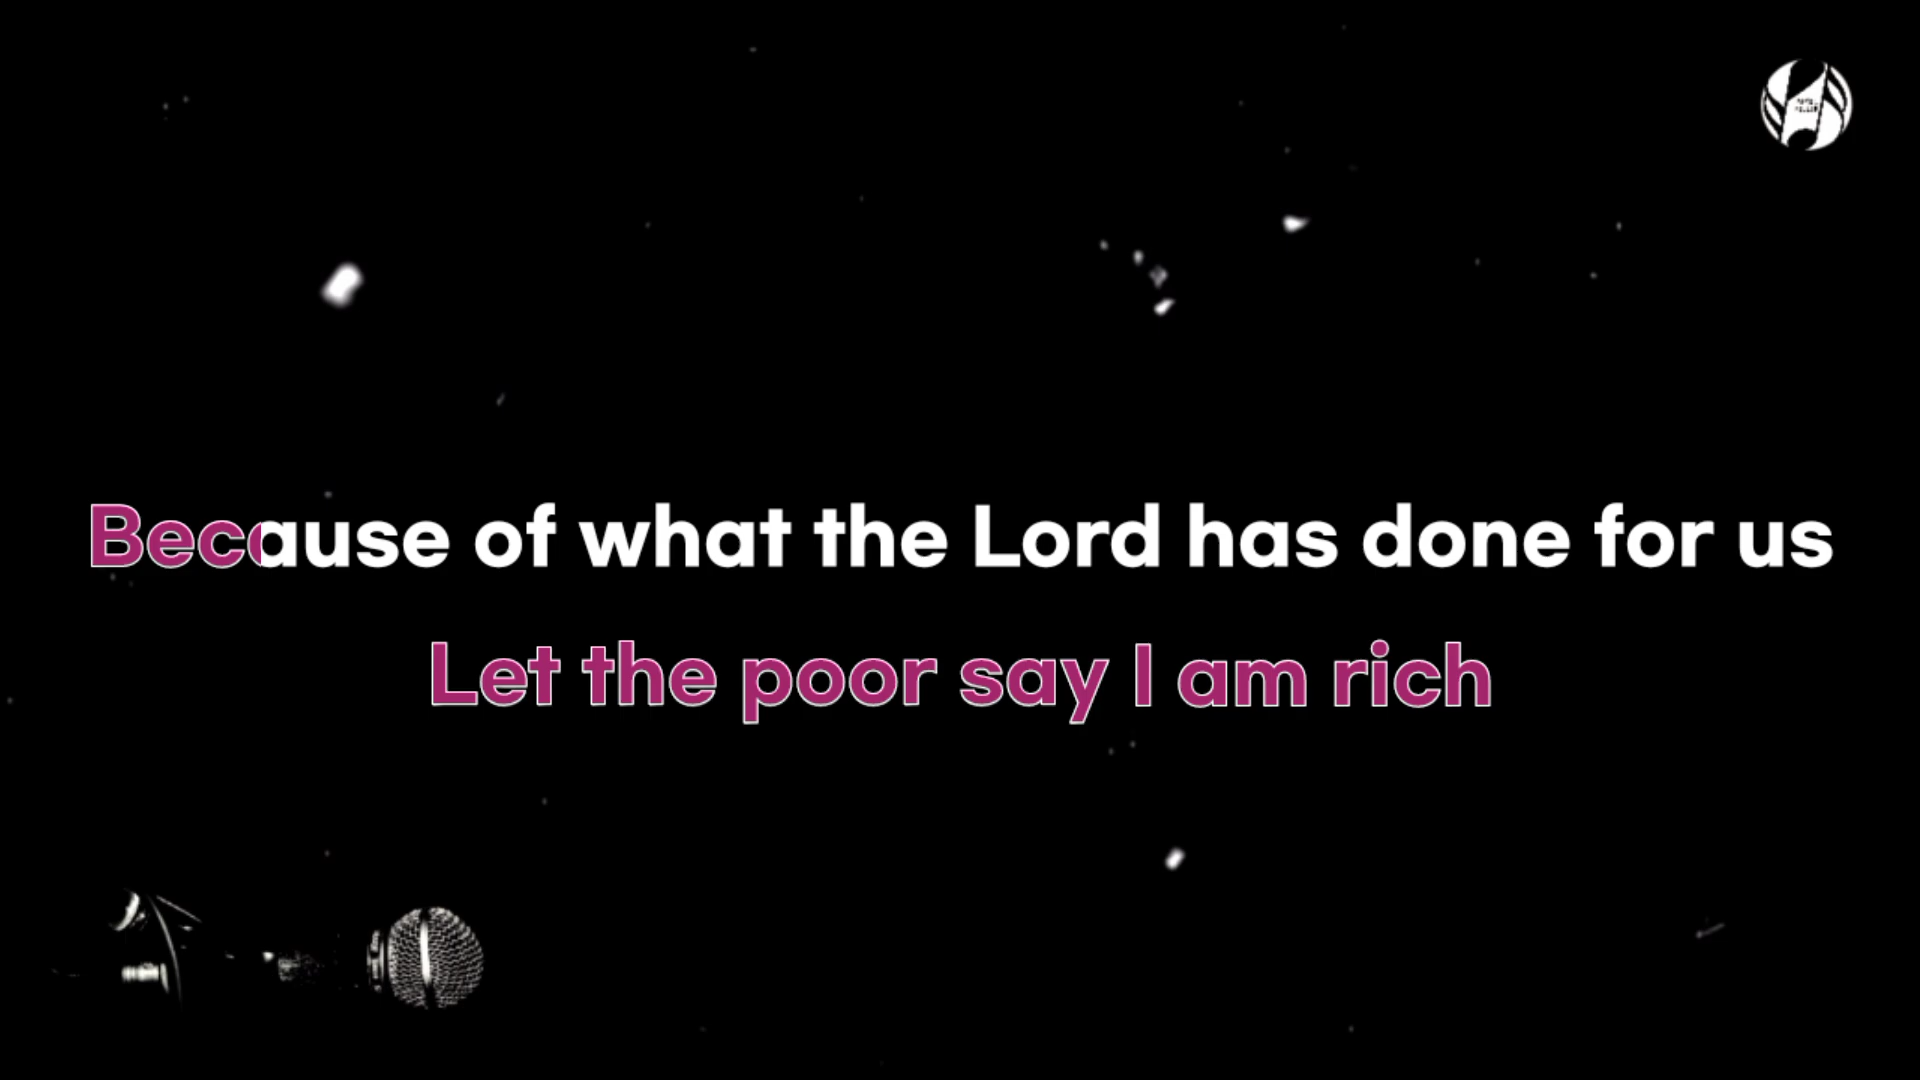 Because of what the Lord has done for us
Let the poor say I am rich